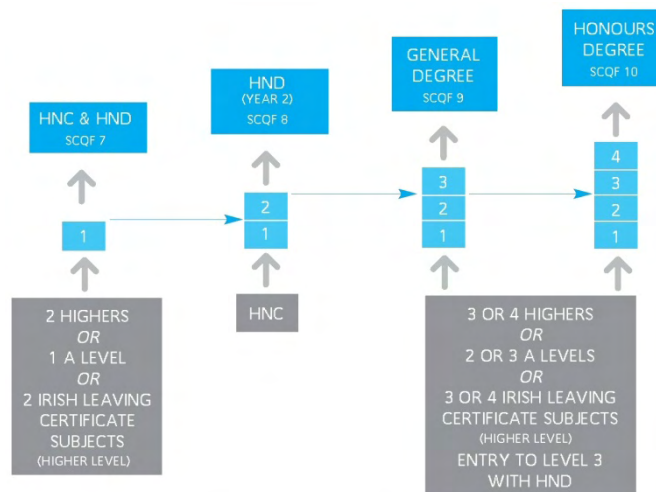 HNC & HND
SCQF 7
1
2 HIGHERS
OR
1 A LEVEL
OR
2 IRISH LEAVING
CERTIFICATE
SUBJECTS
(HIGHER LEVEL)
HND
(YEAR 2)
SCQF 8
2
1
HNC
GENERAL
DEGREE
SCQF 9
3
2
1
HONOURS
DEGREE
SCQF 10
4
3
2
1
3 OR 4 HIGHERS
OR
2 OR 3 A LEVELS
OR
3 OR 4 IRISH LEAVING
CERTIFICATE SUBJECTS
(HIGHER LEVEL)
ENTRY TO LEVEL 3
WITH HND